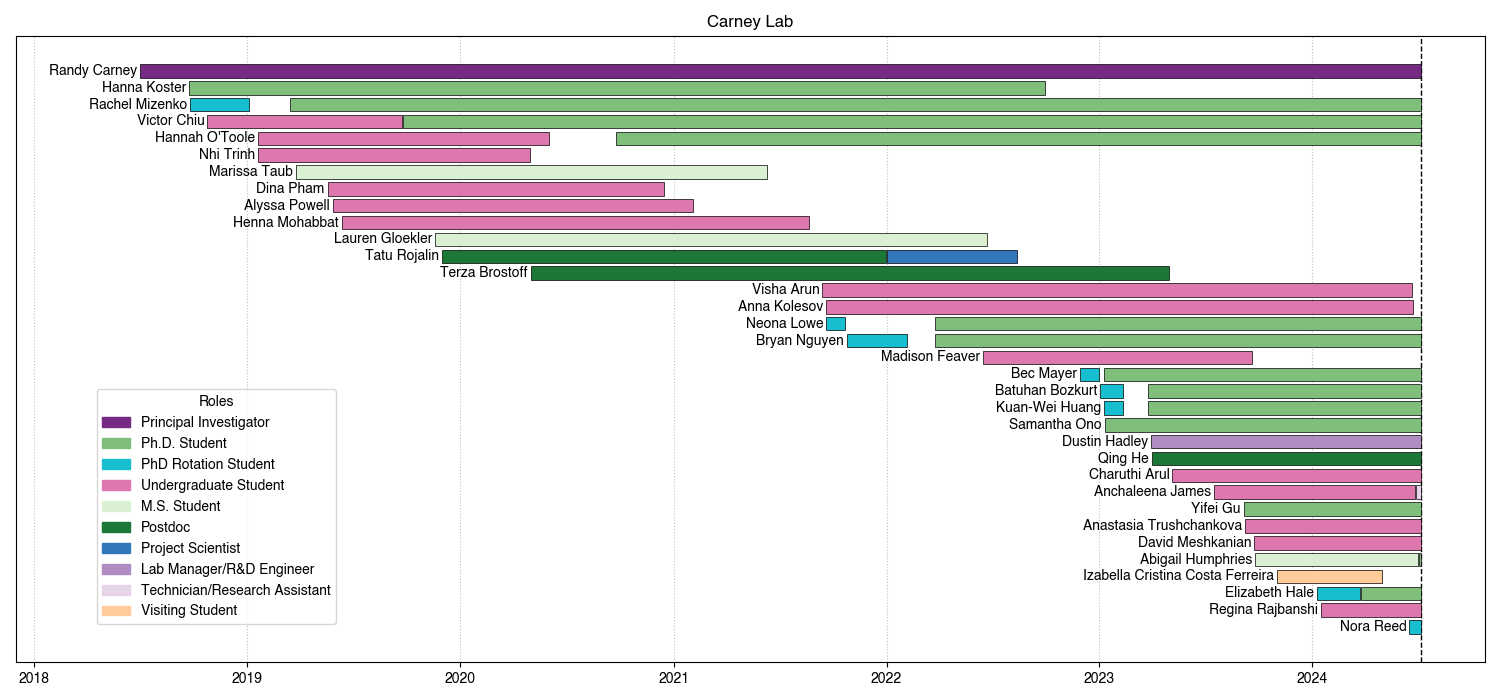 Carney Lab
Randy Carney
Hanna Koster
Rachel Mizenko
Victor Chiu
Hannah O'Toole
Nhi Trinh
Marissa Taub
Dina Pham
Alyssa Powell
Henna Mohabbat
Lauren Gloekler
Tatu Rojalin
Terza Brostoff
Visha Arun
Anna Kolesov
Neona Lowe
Bryan Nguyen
Madison Feaver
Bec Mayer
Batuhan Bozkurt
Kuan-Wei Huang
Samantha Ono
Dustin Hadley
Qing He
Charuthi Arul
Anchaleena James
Yifei Gu
Anastasia Trushchankova
David Meshkanian
Abigail Humphries
Izabella Cristina Costa Ferreira
Elizabeth Hale
Regina Rajbanshi
Nora Reed
Roles
Principal Investigator
Ph.D. Student
PhD Rotation Student
Undergraduate Student
M.S. Student
Postdoc
Project Scientist
Lab Manager/R&D Engineer
Technician/Research Assistant
Visiting Student
2018 2019 2020 2021 2022 2023 2024